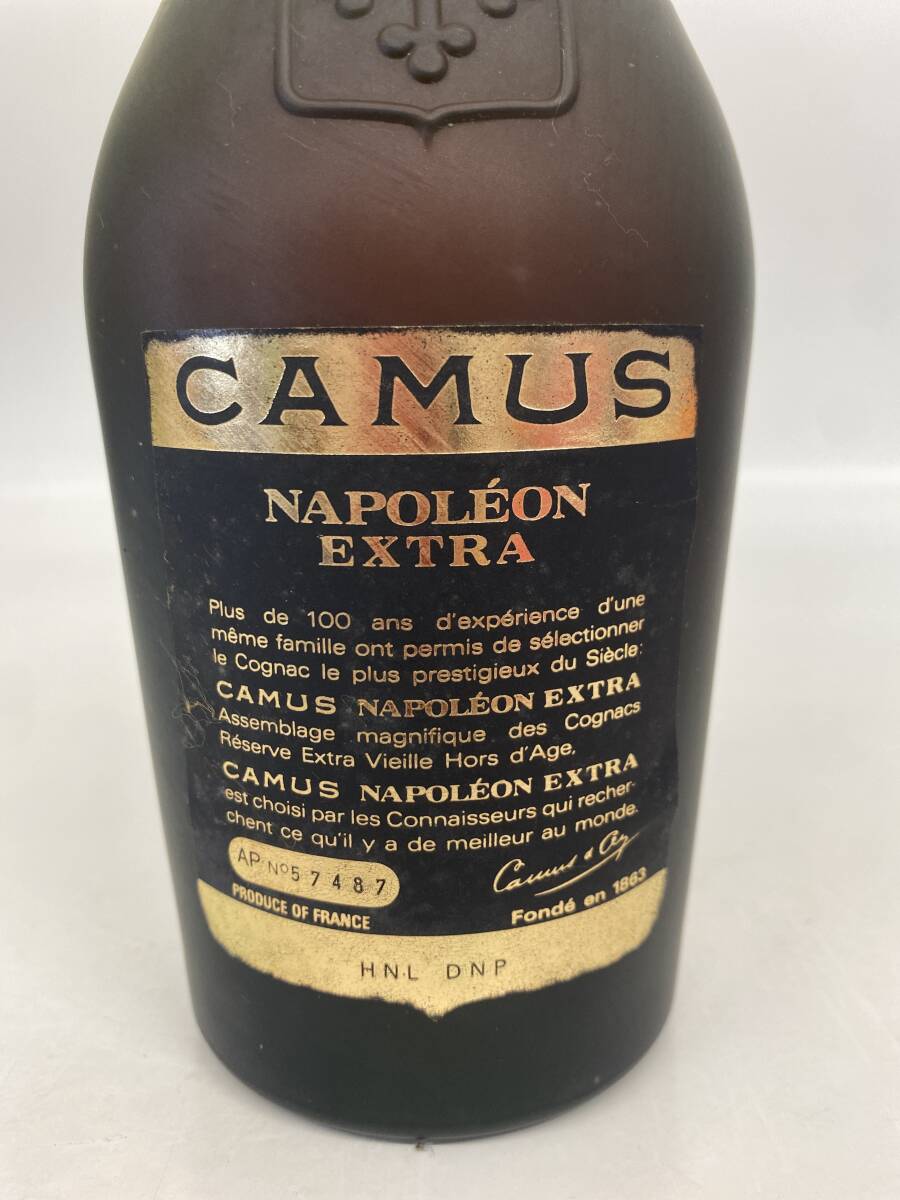 CAMUS
NAPOLÉON
EXTRA
Plus de 100 ans d'expérience d'une
même famille ont permis de sélectionner
le Cognac le plus prestigieux du Siècle:
CAMUS NAPOLÉON EXTRA
Assemblage magnifique des Cognacs
Réserve Extra Vieille Hors d'Age,
CAMUS NAPOLÉON EXTRA
est choisi par les Connaisseurs qui recher-
chent ce qu'il y a de meilleur au monde.
AP Nº57487
Camus & Cie
PRODUCE OF FRANCE
Fondé en 1863
HNL DNP